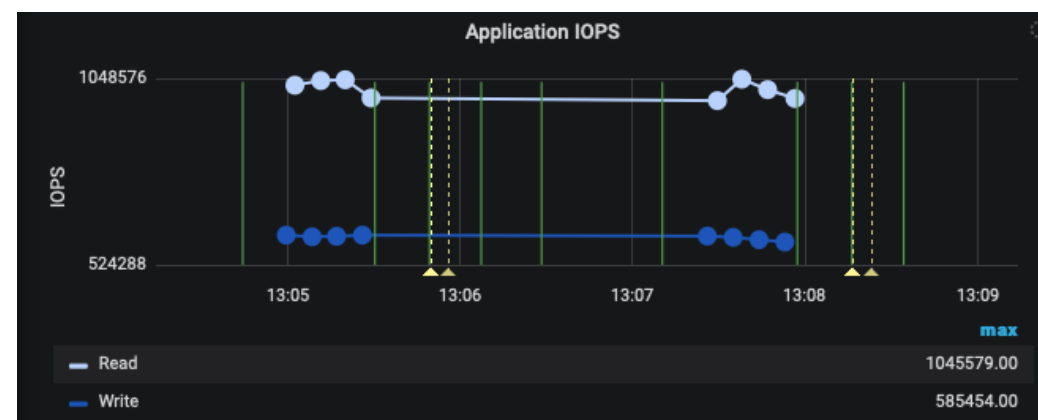 Application IOPS
1048576
IOPS
524288
13:05 13:06 13:07 13:08 13:09
max
Read 1045579.00
Write 585454.00